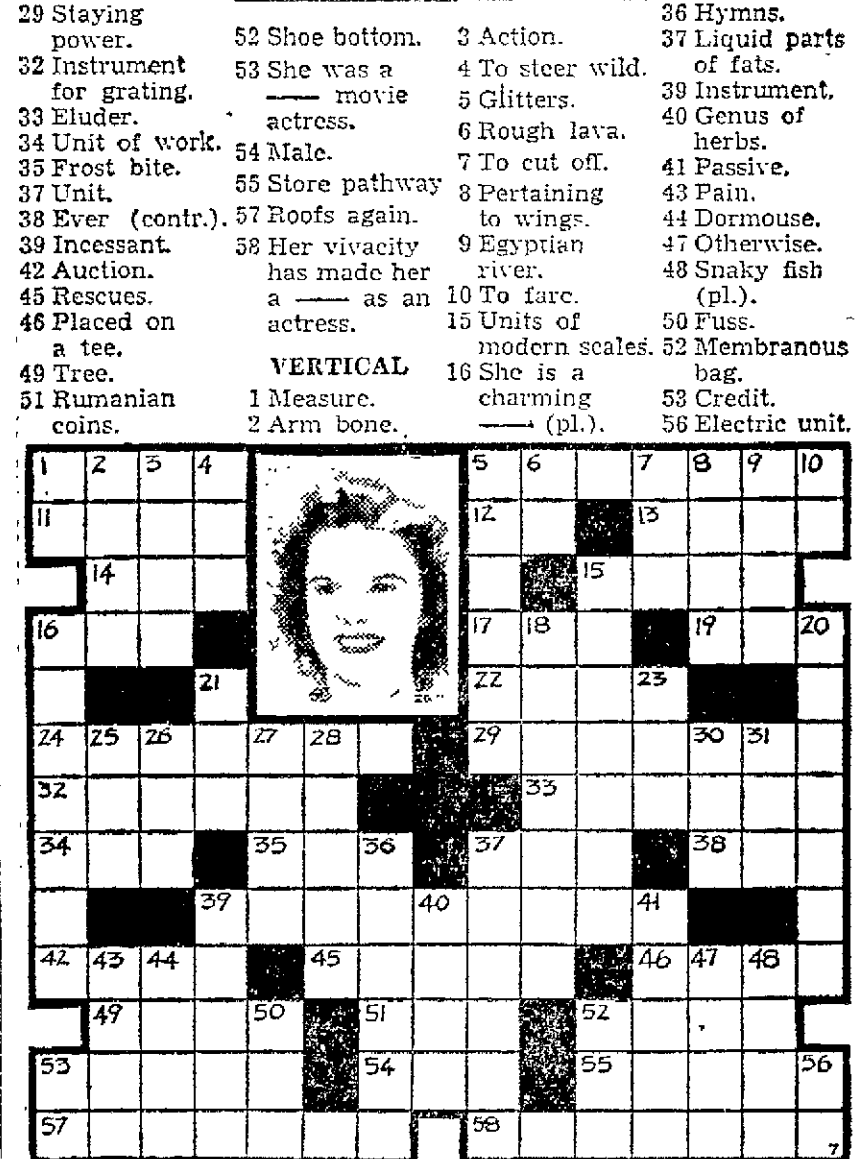 29 Staying
power.
32 Instrument
for grating.
33 Eluder.
34 Unit of work.
35 Frost bite.
37 Unit.
38 Ever (contr.).
39 Incessant.
42 Auction.
45 Rescues.
46 Placed on
a tee.
49 Tree.
51 Rumanian
coins.
52 Shoe bottom.
53 She was a
—— movie
actress.
54 Male.
55 Store pathway
57 Roofs again.
58 Her vivacity
has made her
a —— as an
actress.
VERTICAL
1 Measure.
2 Arm bone.
3 Action.
4 To steer wild.
5 Glitters.
6 Rough lava.
7 To cut off.
8 Pertaining
to wings.
9 Egyptian
river.
10 To fare.
15 Units of
modern scales.
16 She is a
charming
—— (pl.).
36 Hymns.
37 Liquid parts
of fats.
39 Instrument.
40 Genus of
herbs.
41 Passive.
43 Pain.
44 Dormouse.
47 Otherwise.
48 Snaky fish
(pl.).
50 Fuss.
52 Membranous
bag.
53 Credit.
56 Electric unit.
1 2 3 4 5 6 7 8 9 10
11 12 13
14 15
16 17 18 19 20
21 22 23
24 25 26 27 28 29 30 31
32 33
34 35 36 37 38
39 40 41
42 43 44 45 46 47 48
49 50 51 52
53 54 55 56
57 58
7